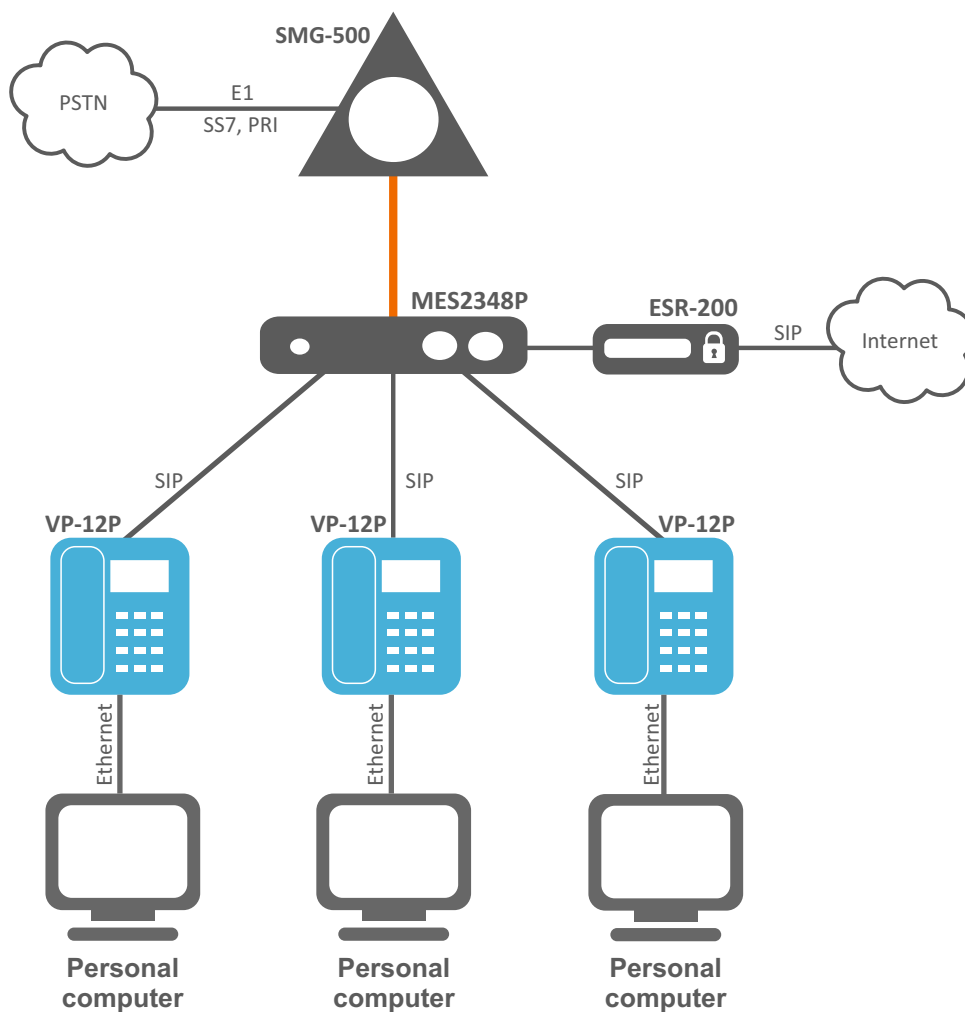 SMG-500
PSTN
E1
SS7, PRI
MES2348P
ESR-200
SIP
Internet
SIP
SIP
SIP
VP-12P
VP-12P
VP-12P
Ethernet
Ethernet
Ethernet
Personal
computer
Personal
computer
Personal
computer